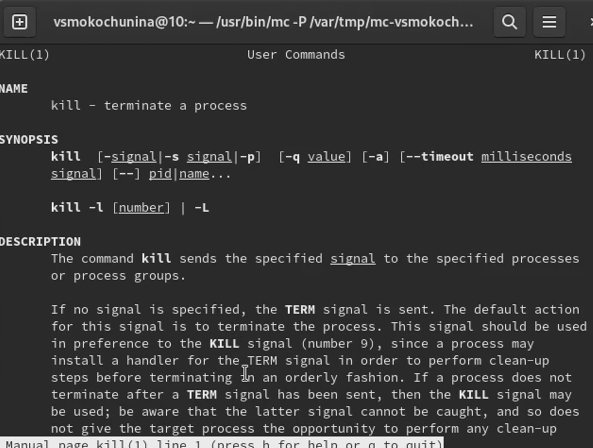 vsmokochunina@10:~ — /usr/bin/mc -P /var/tmp/mc-vsmokoch...
KILL(1) User Commands KILL(1)
NAME
kill - terminate a process
SYNOPSIS
kill [-signal|-s signal|-p] [-q value] [-a] [--timeout milliseconds
signal] [--] pid|name...
kill -l [number] | -L
DESCRIPTION
The command kill sends the specified signal to the specified processes
or process groups.
If no signal is specified, the TERM signal is sent. The default action
for this signal is to terminate the process. This signal should be used
in preference to the KILL signal (number 9), since a process may
install a handler for the TERM signal in order to perform clean-up
steps before terminating in an orderly fashion. If a process does not
terminate after a TERM signal has been sent, then the KILL signal may
be used; be aware that the latter signal cannot be caught, and so does
not give the target process the opportunity to perform any clean-up
Manual page kill(1) line 1 (press h for help or q to quit)